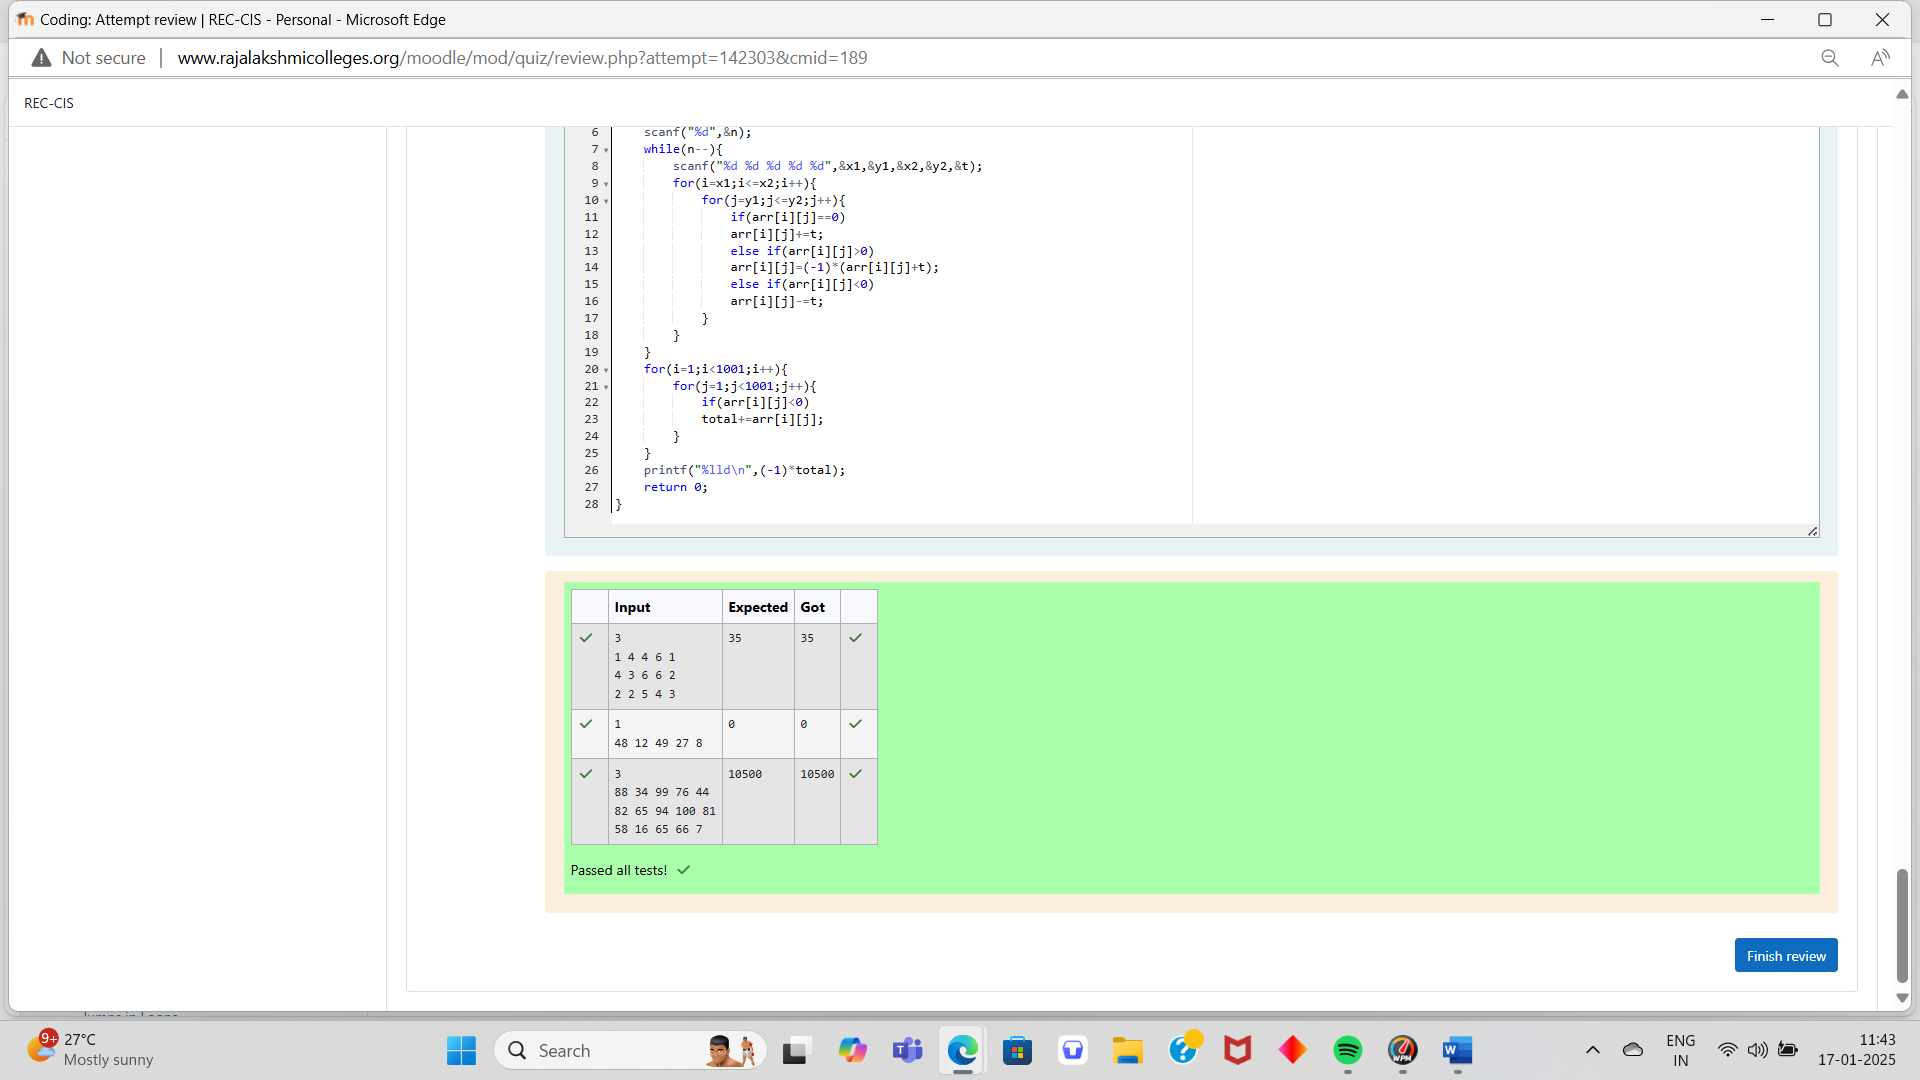 Coding: Attempt review | REC-CIS - Personal - Microsoft Edge
Not secure | www.rajalakshmicolleges.org/moodle/mod/quiz/review.php?attempt=142303&cmid=189
REC-CIS
6 scanf("%d",&n);
7 while(n--){
8 scanf("%d %d %d %d %d",&x1,&y1,&x2,&y2,&t);
9 for(i=x1;i<=x2;i++){
10 for(j=y1;j<=y2;j++){
11 if(arr[i][j]==0)
12 arr[i][j]+=t;
13 else if(arr[i][j]>0)
14 arr[i][j]=(-1)*(arr[i][j]+t);
15 else if(arr[i][j]<0)
16 arr[i][j]-=t;
17 }
18 }
19 }
20 for(i=1;i<1001;i++){
21 for(j=1;j<1001;j++){
22 if(arr[i][j]<0)
23 total+=arr[i][j];
24 }
25 }
26 printf("%lld\n",(-1)*total);
27 return 0;
28 }
Input Expected Got
3 35 35
1 4 4 6 1
4 3 6 6 2
2 2 5 4 3
1 0 0
48 12 49 27 8
3 10500 10500
88 34 99 76 44
82 65 94 100 81
58 16 65 66 7
Passed all tests!
Finish review
9+ 27°C
Mostly sunny
Search
WPM
ENG
IN
11:43
17-01-2025